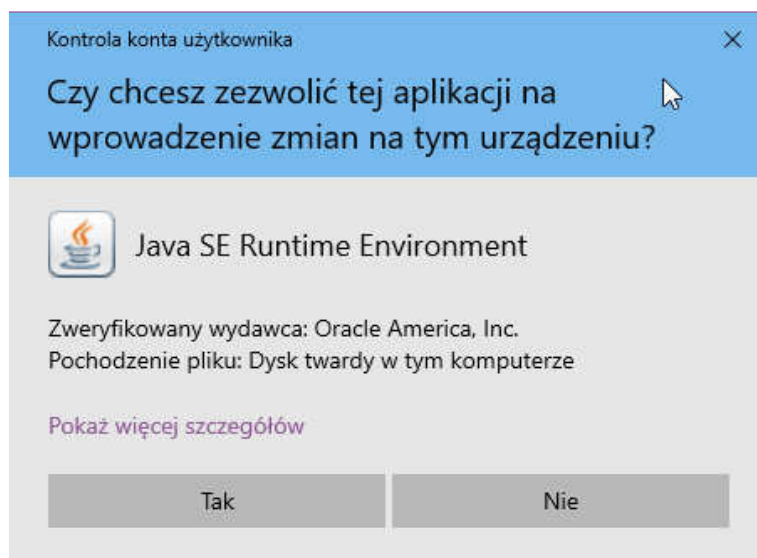 Kontrola konta użytkownika
Czy chcesz zezwolić tej aplikacji na
wprowadzenie zmian na tym urządzeniu?
Java SE Runtime Environment
Zweryfikowany wydawca: Oracle America, Inc.
Pochodzenie pliku: Dysk twardy w tym komputerze
Pokaż więcej szczegółów
Tak
Nie